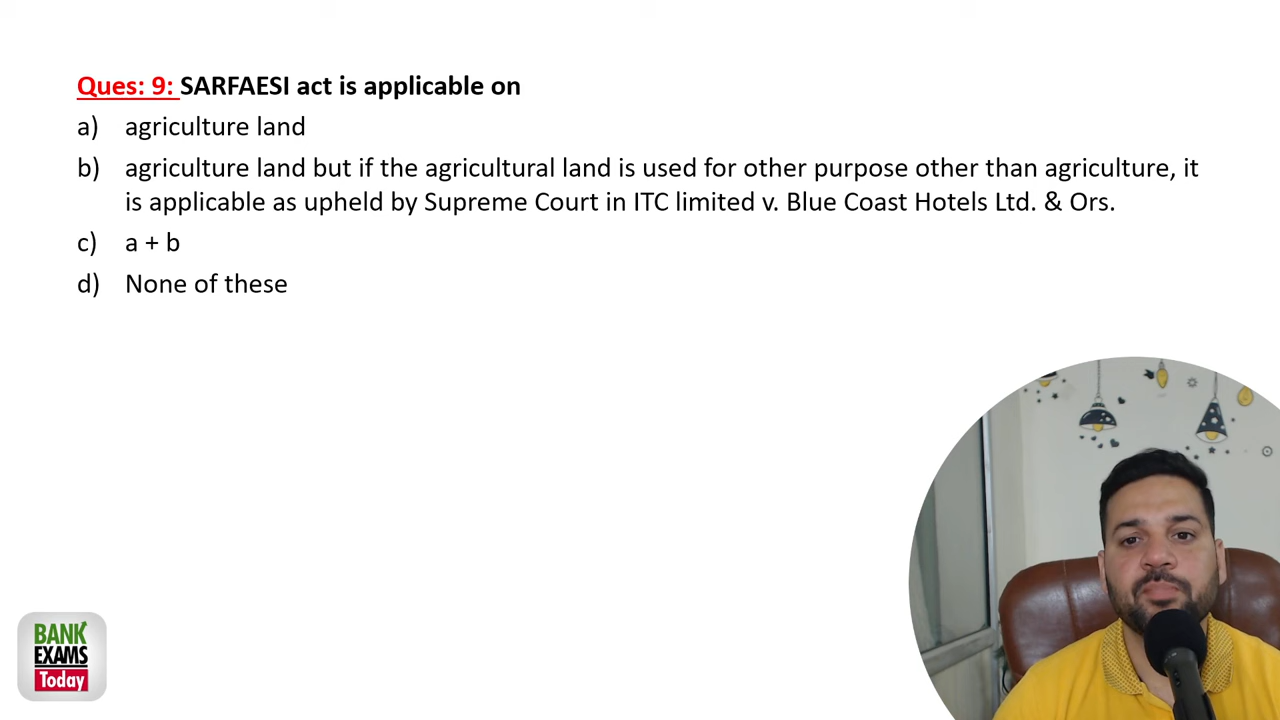 Ques: 9: SARFAESI act is applicable on
a) agriculture land
b) agriculture land but if the agricultural land is used for other purpose other than agriculture, it
is applicable as upheld by Supreme Court in ITC limited v. Blue Coast Hotels Ltd. & Ors.
c) a + b
d) None of these
BANK
EXAMS
Today